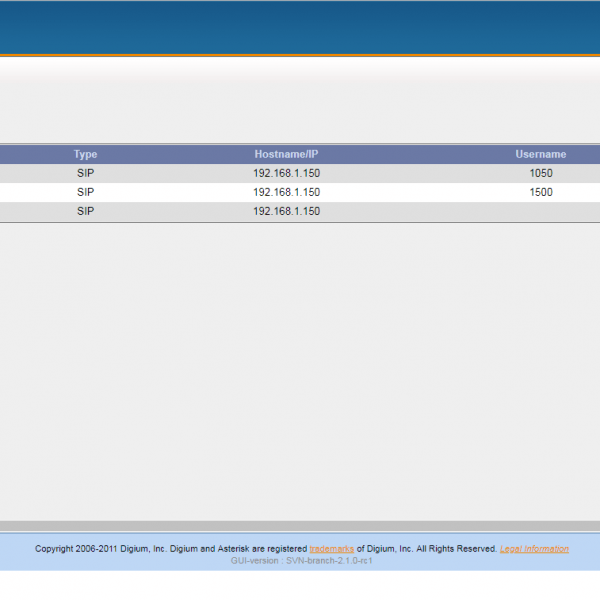 Type Hostname/IP Username
SIP 192.168.1.150 1050
SIP 192.168.1.150 1500
SIP 192.168.1.150
Copyright 2006-2011 Digium, Inc. Digium and Asterisk are registered trademarks of Digium, Inc. All Rights Reserved. Legal Information
GUI-version : SVN-branch-2.1.0-rc1